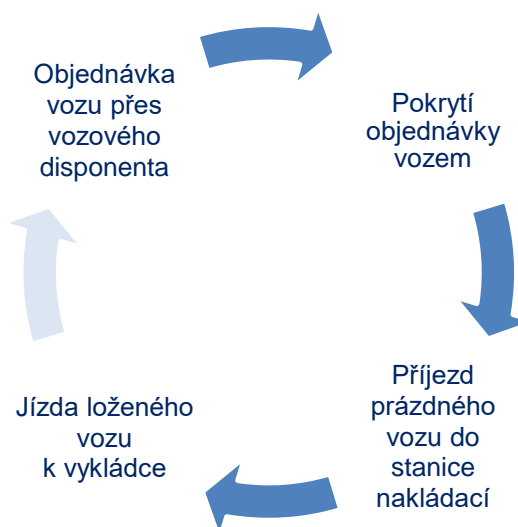 Objednávka
vozu přes
vozového
disponenta
Pokrytí
objednávky
vozem
Příjezd
prázdného
vozu do
stanice
nakládací
Jízda loženého
vozu
k vykládce